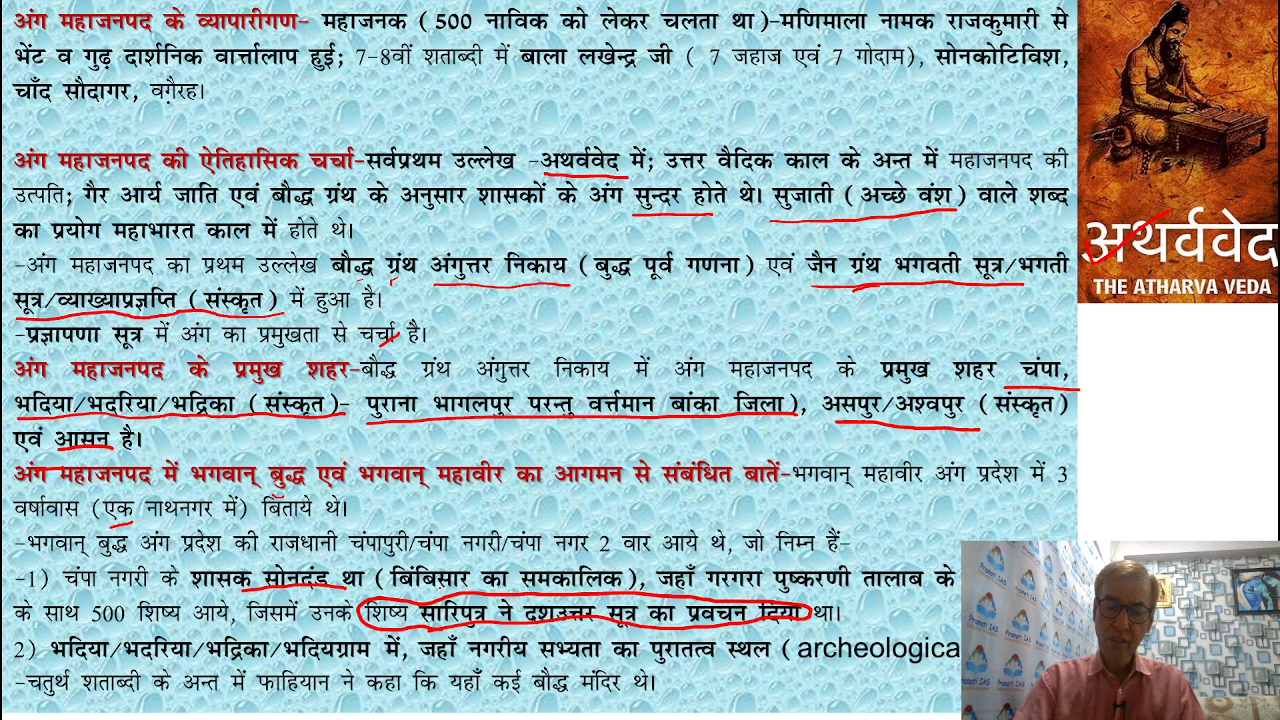 अंग महाजनपद के व्यापारीगण- महाजनक (500 नाविक को लेकर चलता था)-मणिमाला नामक राजकुमारी से
भेंट व गुढ़ दार्शनिक वार्त्तालाप हुई; 7-8वीं शताब्दी में बाला लखेन्द्र जी ( 7 जहाज एवं 7 गोदाम), सोनकोटिविश,
चाँद सौदागर, वगै़रह।
अंग महाजनपद की ऐतिहासिक चर्चा-सर्वप्रथम उल्लेख -अथर्ववेद में; उत्तर वैदिक काल के अन्त में महाजनपद की
उत्पति; गैर आर्य जाति एवं बौद्ध ग्रंथ के अनुसार शासकों के अंग सुन्दर होते थे। सुजाती (अच्छे वंश) वाले शब्द
का प्रयोग महाभारत काल में होते थे।
-अंग महाजनपद का प्रथम उल्लेख बौद्ध ग्रंथ अंगुत्तर निकाय (बुद्ध पूर्व गणना) एवं जैन ग्रंथ भगवती सूत्र/भगती
सूत्र/व्याख्याप्रज्ञप्ति (संस्कृत) में हुआ है।
-प्रज्ञापणा सूत्र में अंग का प्रमुखता से चर्चा है।
अंग महाजनपद के प्रमुख शहर-बौद्ध ग्रंथ अंगुत्तर निकाय में अंग महाजनपद के प्रमुख शहर चंपा,
भदिया/भदरिया/भद्रिका (संस्कृत)- पुराना भागलपुर परन्तु वर्त्तमान बांका जिला), असपुर/अश्वपुर (संस्कृत)
एवं आसन है।
अंग महाजनपद में भगवान् बुद्ध एवं भगवान् महावीर का आगमन से संबंधित बातें-भगवान् महावीर अंग प्रदेश में 3
वर्षावास (एक नाथनगर में) बिताये थे।
-भगवान् बुद्ध अंग प्रदेश की राजधानी चंपापुरी/चंपा नगरी/चंपा नगर 2 वार आये थे, जो निम्न हैं-
-1) चंपा नगरी के शासक सोनदंड था (बिंबिसार का समकालिक), जहाँ गरगरा पुष्करणी तालाब के
के साथ 500 शिष्य आये, जिसमें उनके शिष्य सारिपुत्र ने दशउत्तर सूत्र का प्रवचन दिया था।
2) भदिया/भदरिया/भद्रिका/भदियग्राम में, जहाँ नगरीय सभ्यता का पुरातत्व स्थल (archeologica
-चतुर्थ शताब्दी के अन्त में फाहियान ने कहा कि यहाँ कई बौद्ध मंदिर थे।
अथर्ववेद
THE ATHARVA VEDA
Pranati IAS
Pranati IAS
Pranati IAS